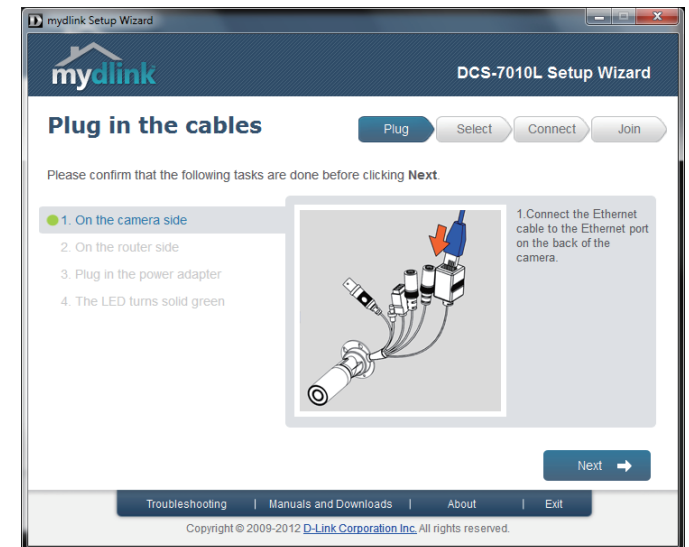 mydlink Setup Wizard
mydlink
DCS-7010L Setup Wizard
Plug in the cables
Plug
Select
Connect
Join
Please confirm that the following tasks are done before clicking Next.
1. On the camera side
2. On the router side
3. Plug in the power adapter
4. The LED turns solid green
1.Connect the Ethernet
cable to the Ethernet port
on the back of the
camera.
Next
Troubleshooting | Manuals and Downloads | About | Exit
Copyright © 2009-2012 D-Link Corporation Inc. All rights reserved.